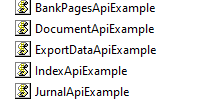 BankPagesApiExample
DocumentApiExample
ExportDataApiExample
IndexApiExample
JurnalApiExample